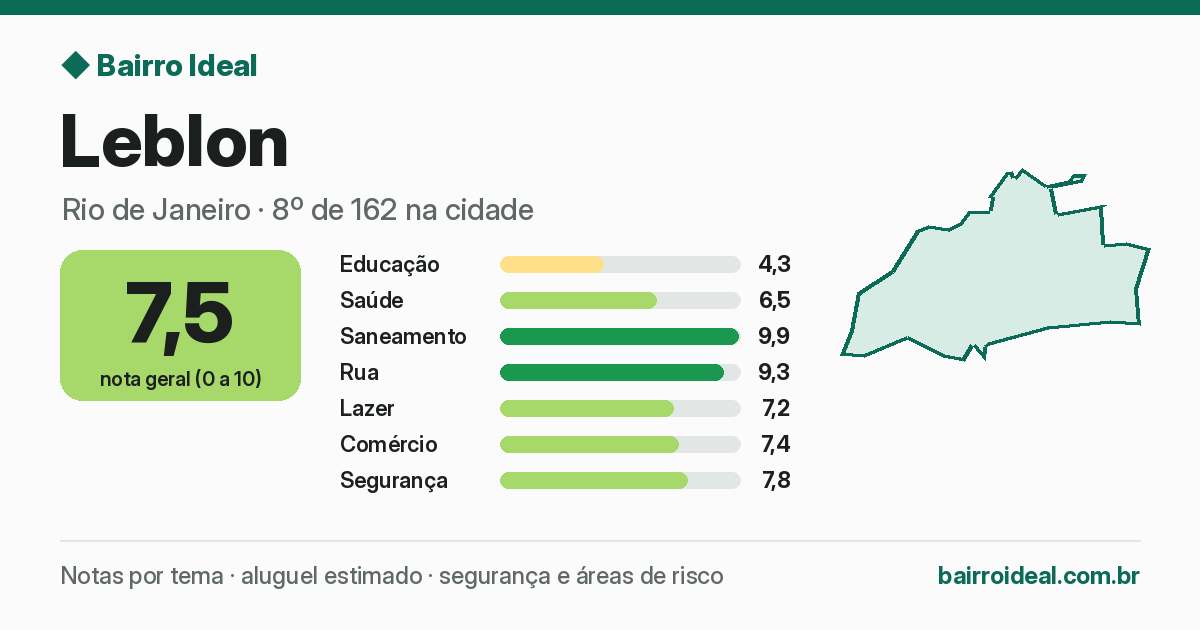 Bairro Ideal
Leblon
Rio de Janeiro · 8º de 162 na cidade
7,5
nota geral (0 a 10)
Educação 4,3
Saúde 6,5
Saneamento 9,9
Rua 9,3
Lazer 7,2
Comércio 7,4
Segurança 7,8
Notas por tema · aluguel estimado · segurança e áreas de risco
bairroideal.com.br